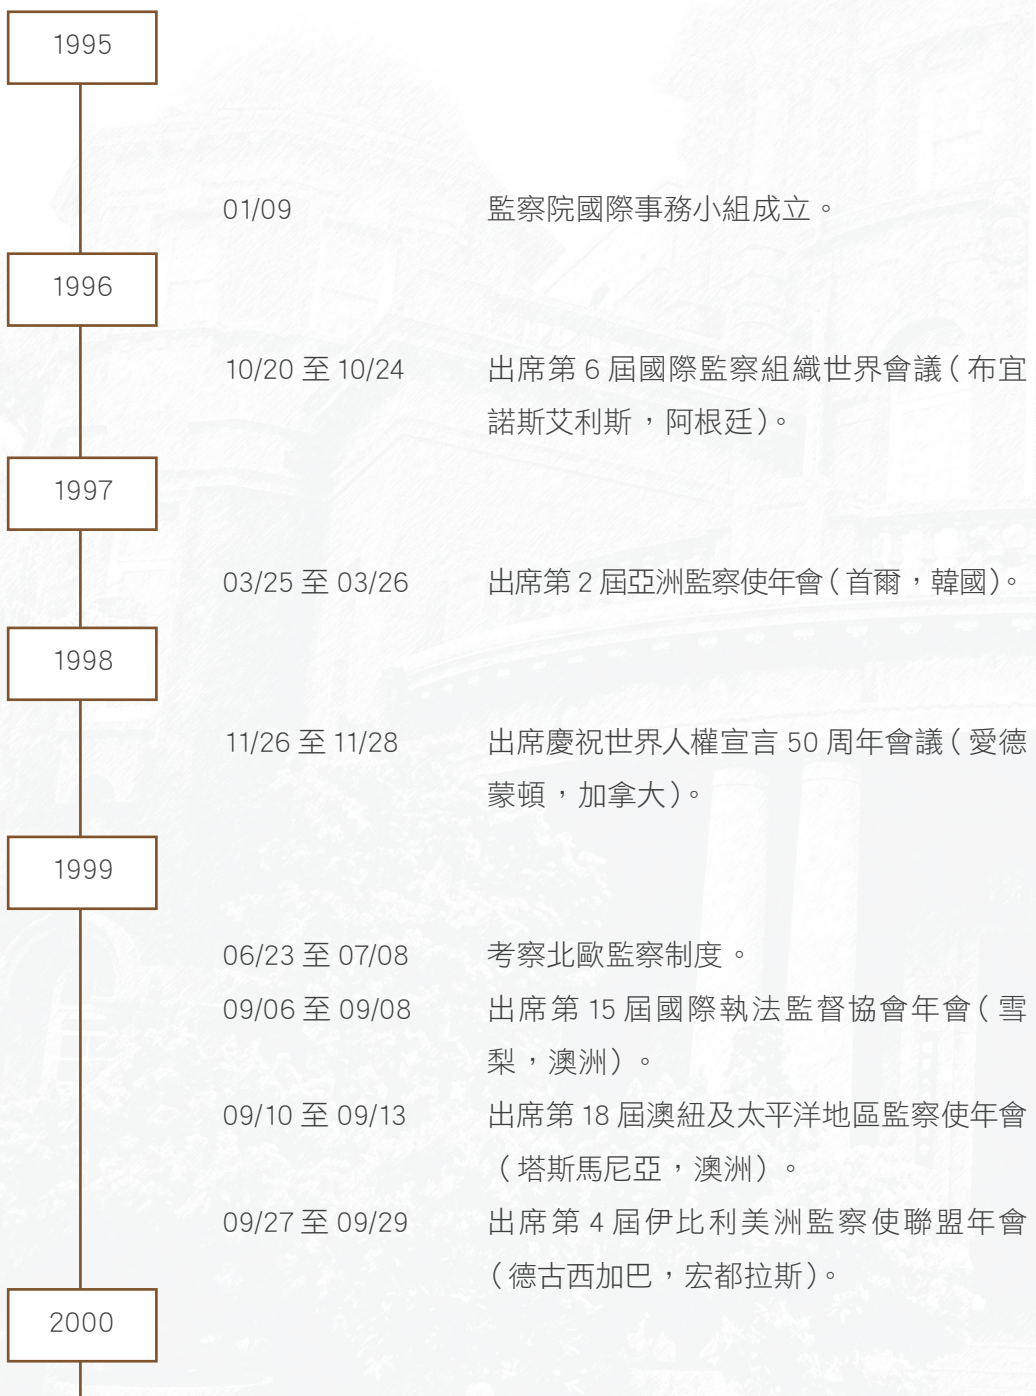 1995
01/09 監察院國際事務小組成立。
1996
10/20 至 10/24 出席第 6 屆國際監察組織世界會議（布宜
諾斯艾利斯，阿根廷）。
1997
03/25 至 03/26 出席第 2 屆亞洲監察使年會（首爾，韓國）。
1998
11/26 至 11/28 出席慶祝世界人權宣言 50 周年會議（愛德
蒙頓，加拿大）。
1999
06/23 至 07/08 考察北歐監察制度。
09/06 至 09/08 出席第 15 屆國際執法監督協會年會（雪
梨，澳洲）。
09/10 至 09/13 出席第 18 屆澳紐及太平洋地區監察使年會
（塔斯馬尼亞，澳洲）。
09/27 至 09/29 出席第 4 屆伊比利美洲監察使聯盟年會
（德古西加巴，宏都拉斯）。
2000